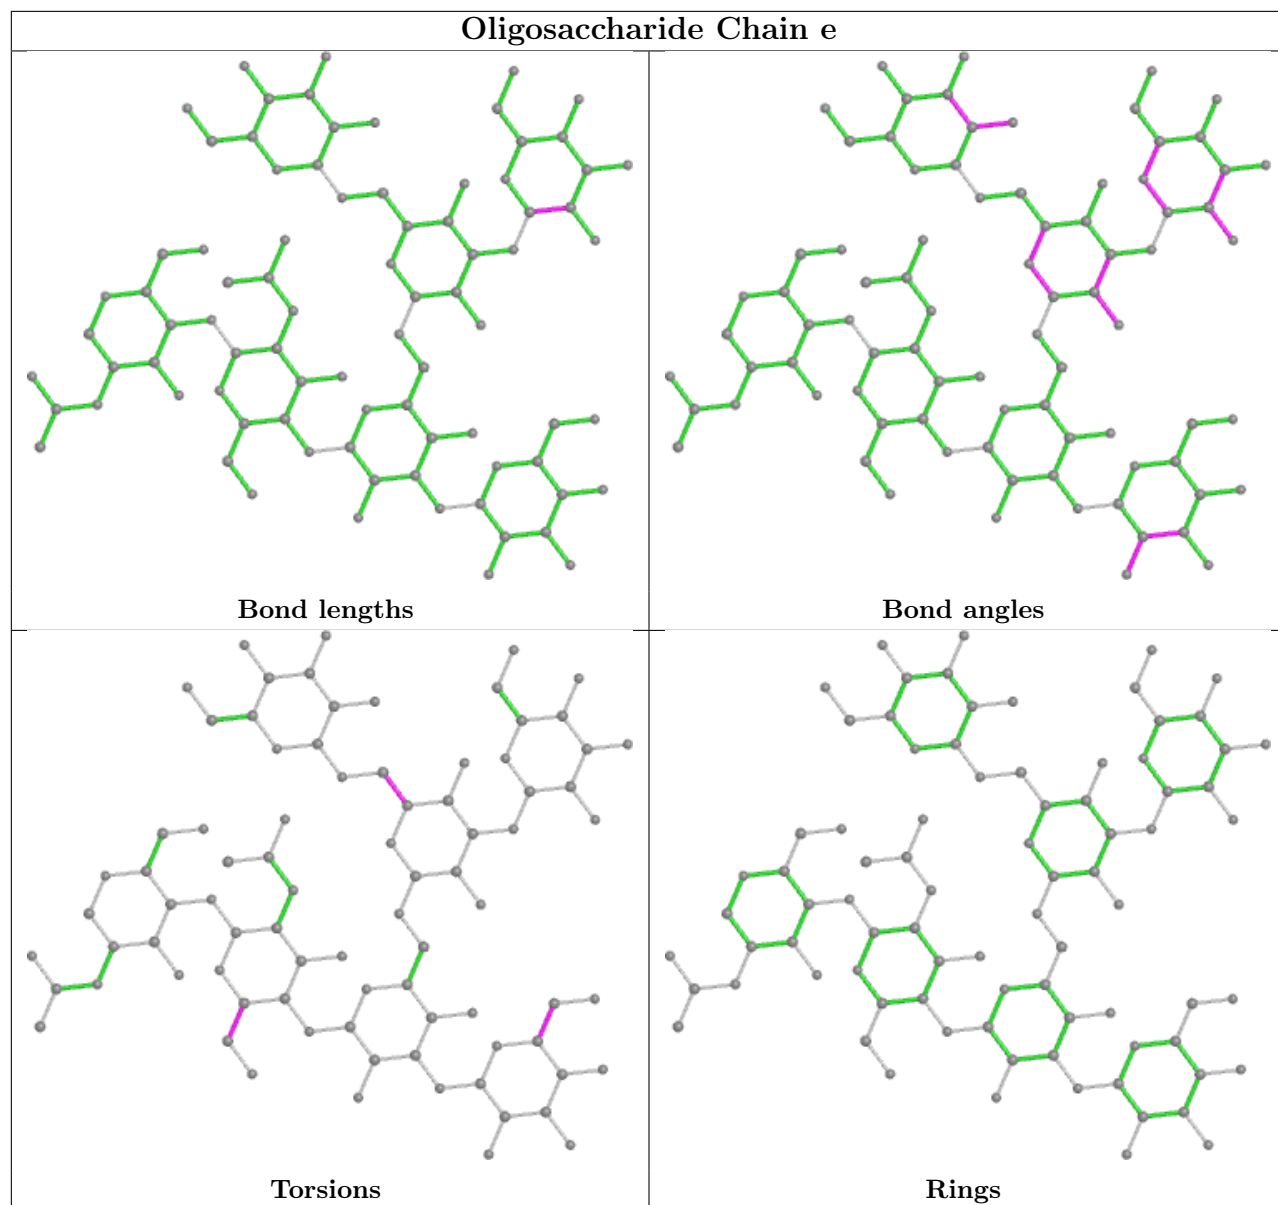 Oligosaccharide Chain e
Bond lengths
Bond angles
Torsions
Rings